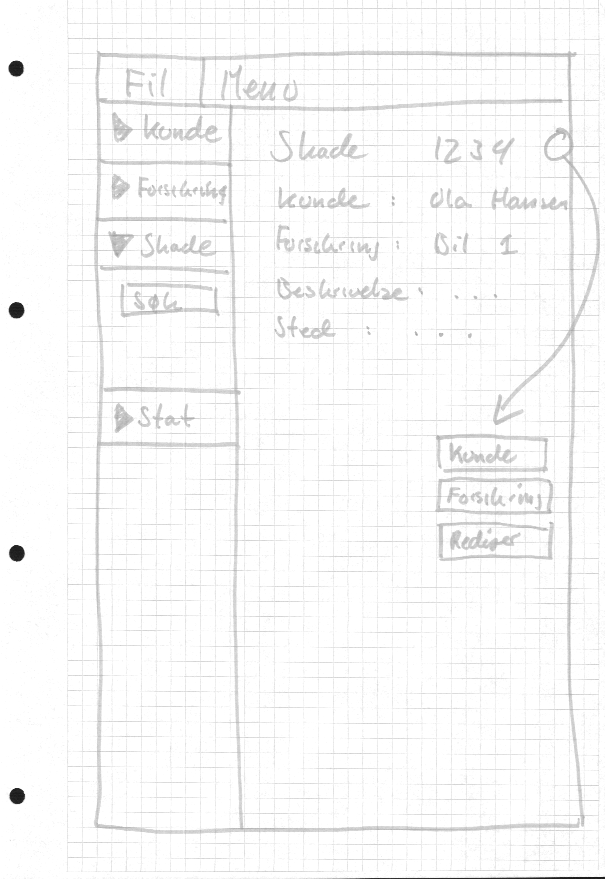 Fil Menu
Kunde
Forsikring
Skade
Søk
Stat
Skade 1234
Kunde : Ola Hansen
Forsikring : Bil 1
Beskrivelse : . . .
Sted : . . .
Kunde
Forsikring
Rediger